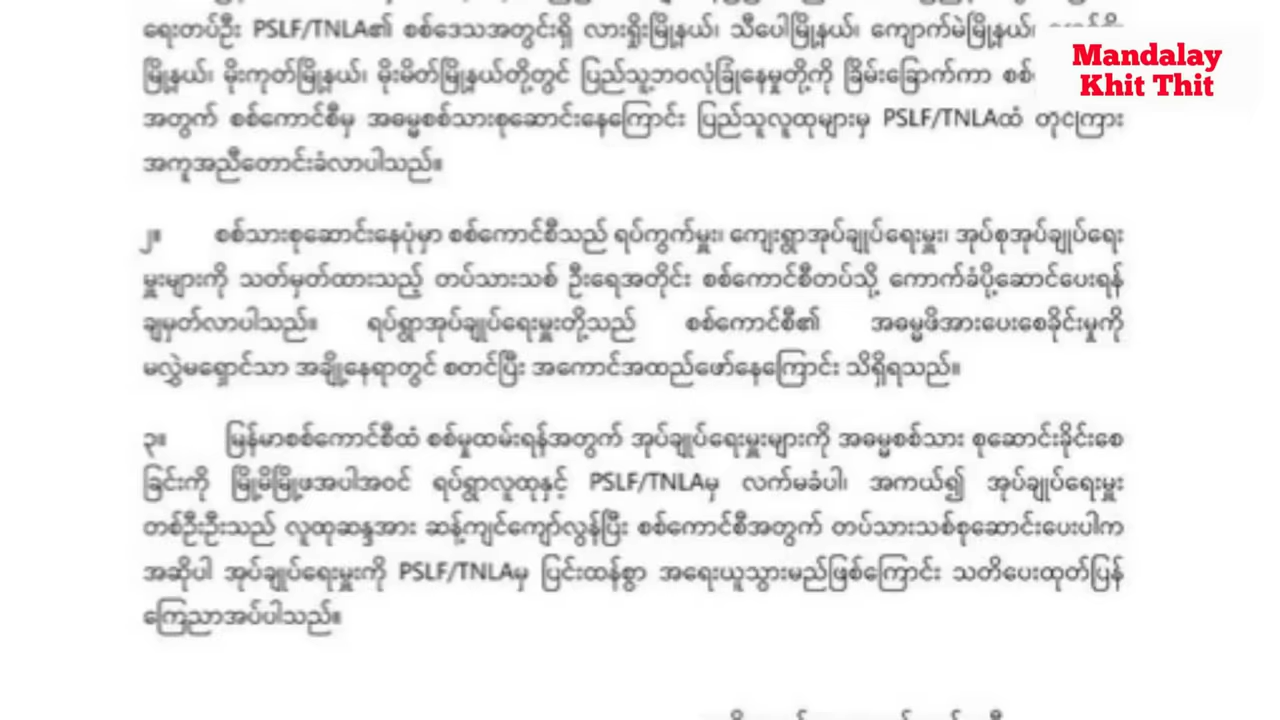 ရေးတပ်ဦး PSLF/TNLA၏ စစ်ဒေသအတွင်းရှိ လားရှိုးမြို့နယ်၊ သီပေါမြို့နယ်၊ ကျောက်မဲမြို့နယ်၊
Mandalay
Khit Thit
မြို့နယ်၊ မိုးကုတ်မြို့နယ်၊ မိုးမိတ်မြို့နယ်တို့တွင် ပြည်သူ့ဘဝလုံခြုံနေမှုတို့ကို ခြိမ်းခြောက်ကာ စစ်
အတွက် စစ်ကောင်စီမှ အဓမ္မစစ်သားစုဆောင်းနေကြောင်း ပြည်သူလူထုများမှ PSLF/TNLAထံ တိုင်ကြား
အကူအညီတောင်းခံလာပါသည်။
၂။ စစ်သားစုဆောင်းနေပုံမှာ စစ်ကောင်စီသည် ရပ်ကွက်မှူး၊ ကျေးရွာအုပ်ချုပ်ရေးမှူး၊ အုပ်စုအုပ်ချုပ်ရေး
မှူးများကို သတ်မှတ်ထားသည့် တပ်သားသစ် ဦးရေအတိုင်း စစ်ကောင်စီတပ်သို့ ကောက်ခံပို့ဆောင်ပေးရန်
ချမှတ်လာပါသည်။ ရပ်ရွာအုပ်ချုပ်ရေးမှူးတို့သည် စစ်ကောင်စီ၏ အဓမ္မဖိအားပေးစေခိုင်းမှုကို
မလွှဲမရှောင်သာ အချို့နေရာတွင် စတင်ပြီး အကောင်အထည်ဖော်နေကြောင်း သိရှိရသည်။
၃။ မြန်မာစစ်ကောင်စီထံ စစ်မှုထမ်းရန်အတွက် အုပ်ချုပ်ရေးမှူးများကို အဓမ္မစစ်သား စုဆောင်းခိုင်းစေ
ခြင်းကို မြို့မိမြို့ဖအပါအဝင် ရပ်ရွာလူထုနှင့် PSLF/TNLAမှ လက်မခံပါ၊ အကယ်၍ အုပ်ချုပ်ရေးမှူး
တစ်ဦးဦးသည် လူထုဆန္ဒအား ဆန့်ကျင်ကျော်လွန်ပြီး စစ်ကောင်စီအတွက် တပ်သားသစ်စုဆောင်းပေးပါက
အဆိုပါ အုပ်ချုပ်ရေးမှူးကို PSLF/TNLAမှ ပြင်းထန်စွာ အရေးယူသွားမည်ဖြစ်ကြောင်း သတိပေးထုတ်ပြန်
ကြေညာအပ်ပါသည်။